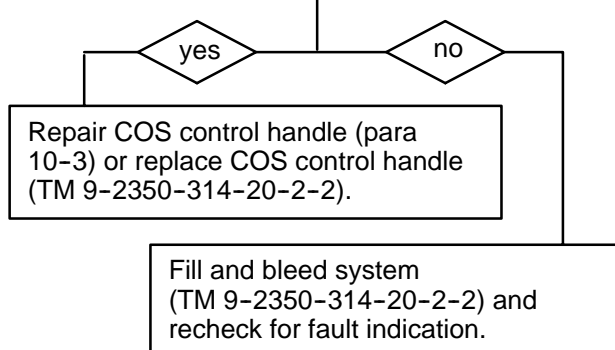 yes
no
Repair COS control handle (para
10-3) or replace COS control handle
(TM 9-2350-314-20-2-2).
Fill and bleed system
(TM 9-2350-314-20-2-2) and
recheck for fault indication.